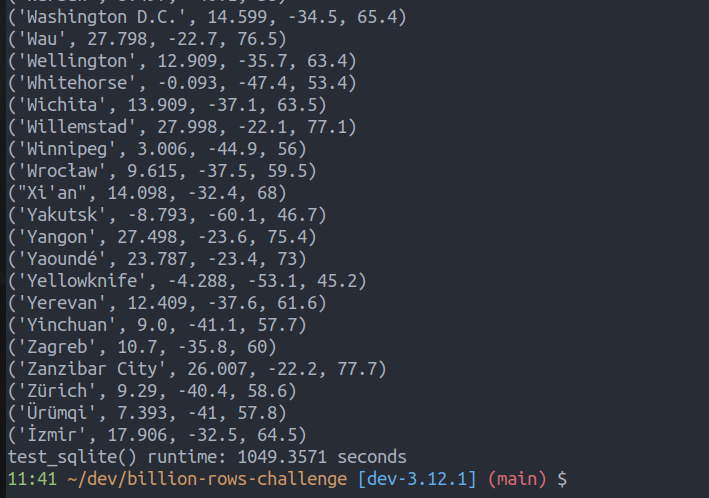 ('Washington D.C.', 14.599, -34.5, 65.4)
('Wau', 27.798, -22.7, 76.5)
('Wellington', 12.909, -35.7, 63.4)
('Whitehorse', -0.093, -47.4, 53.4)
('Wichita', 13.909, -37.1, 63.5)
('Willemstad', 27.998, -22.1, 77.1)
('Winnipeg', 3.006, -44.9, 56)
('Wrocław', 9.615, -37.5, 59.5)
("Xi'an", 14.098, -32.4, 68)
('Yakutsk', -8.793, -60.1, 46.7)
('Yangon', 27.498, -23.6, 75.4)
('Yaoundé', 23.787, -23.4, 73)
('Yellowknife', -4.288, -53.1, 45.2)
('Yerevan', 12.409, -37.6, 61.6)
('Yinchuan', 9.0, -41.1, 57.7)
('Zagreb', 10.7, -35.8, 60)
('Zanzibar City', 26.007, -22.2, 77.7)
('Zürich', 9.29, -40.4, 58.6)
('Ürümqi', 7.393, -41, 57.8)
('İzmir', 17.906, -32.5, 64.5)
test_sqlite() runtime: 1049.3571 seconds
11:41 ~/dev/billion-rows-challenge [dev-3.12.1] (main) $